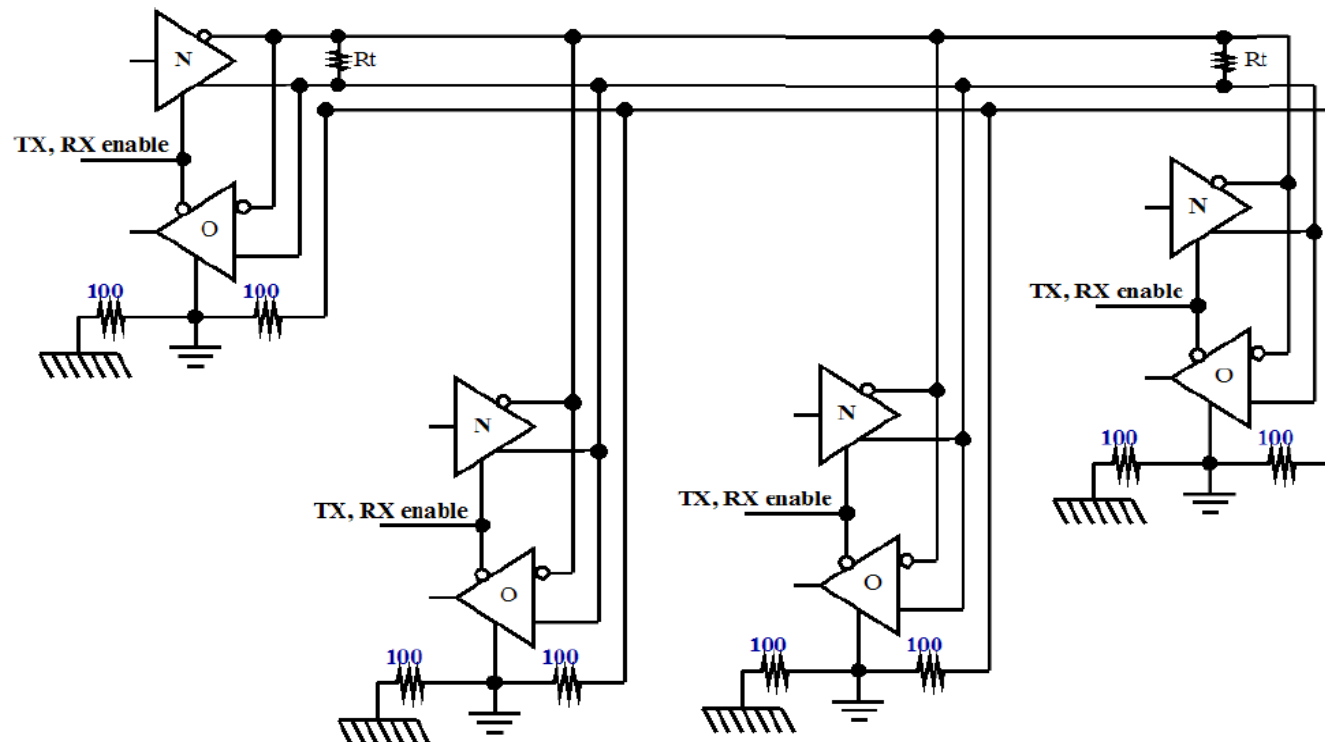 N
Rt
Rt
TX, RX enable
O
N
100
100
TX, RX enable
O
N
N
100
100
TX, RX enable
TX, RX enable
O
O
100
100
100
100